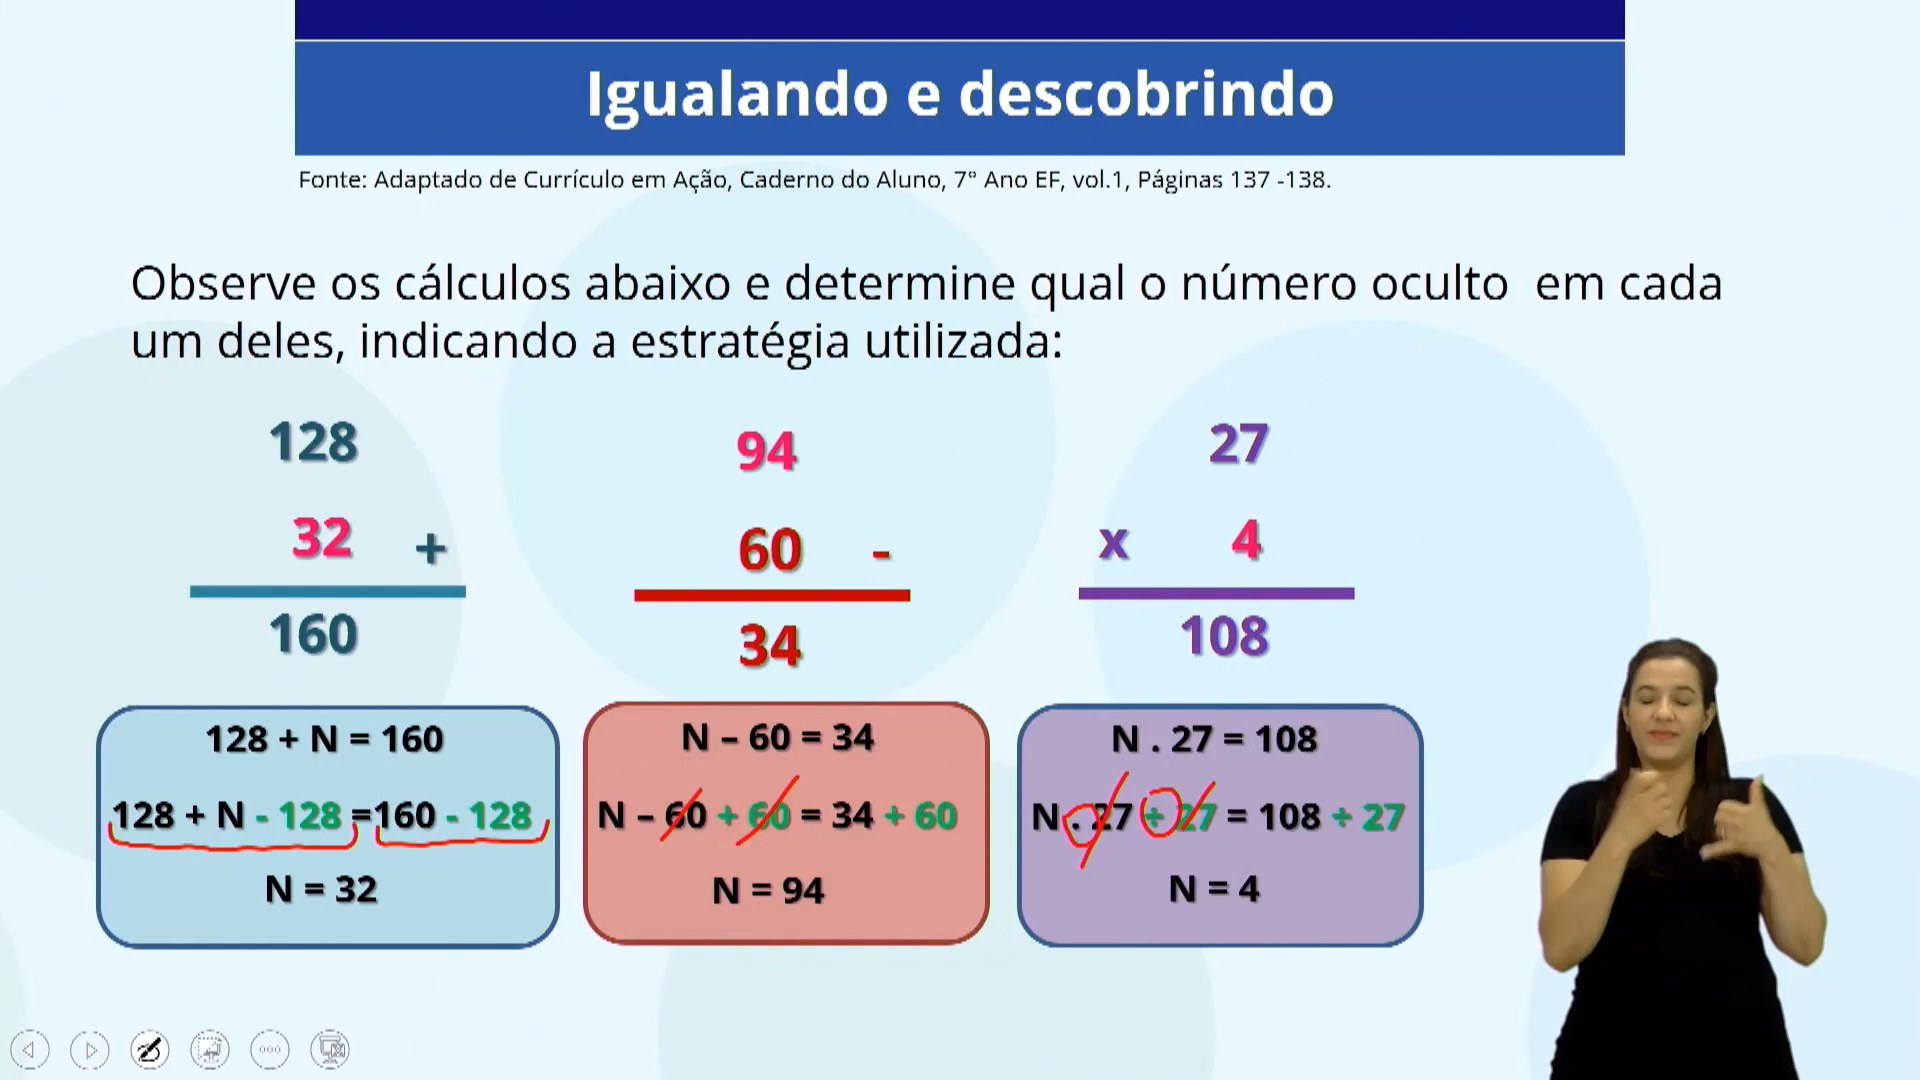 Igualando e descobrindo
Fonte: Adaptado de Currículo em Ação, Caderno do Aluno, 7° Ano EF, vol.1, Páginas 137 -138.
Observe os cálculos abaixo e determine qual o número oculto em cada
um deles, indicando a estratégia utilizada:
128
32 +
160
94
60 -
34
27
x 4
108
128 + N = 160
128 + N - 128 =160 - 128
N = 32
N – 60 = 34
N – 60 + 60 = 34 + 60
N = 94
N . 27 = 108
N . 27 ÷ 27 = 108 ÷ 27
N = 4